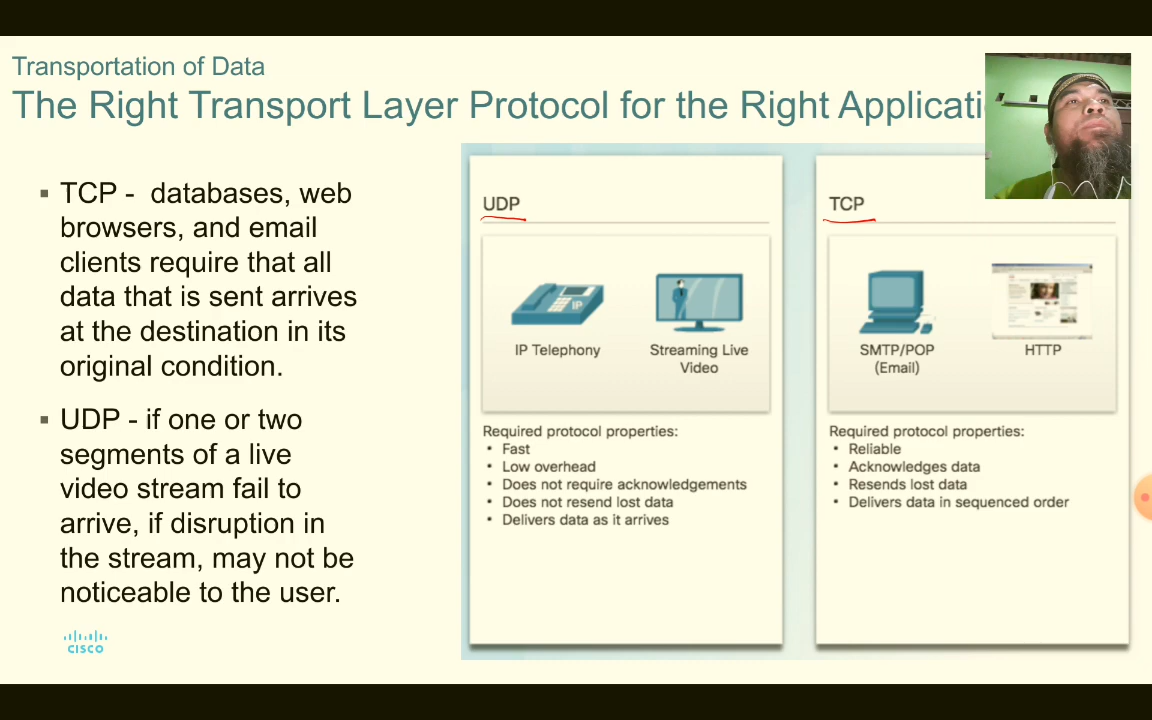 Transportation of Data
The Right Transport Layer Protocol for the Right
TCP - databases, web
browsers, and email
clients require that all
data that is sent arrives
at the destination in its
original condition.
UDP - if one or two
segments of a live
video stream fail to
arrive, if disruption in
the stream, may not be
noticeable to the user.
CISCO
UDP
IP
IP Telephony
Streaming Live
Video
Required protocol properties:
• Fast
• Low overhead
• Does not require acknowledgements
• Does not resend lost data
• Delivers data as it arrives
TCP
SMTP/POP
(Email)
HTTP
Required protocol properties:
• Reliable
• Acknowledges data
• Resends lost data
• Delivers data in sequenced order